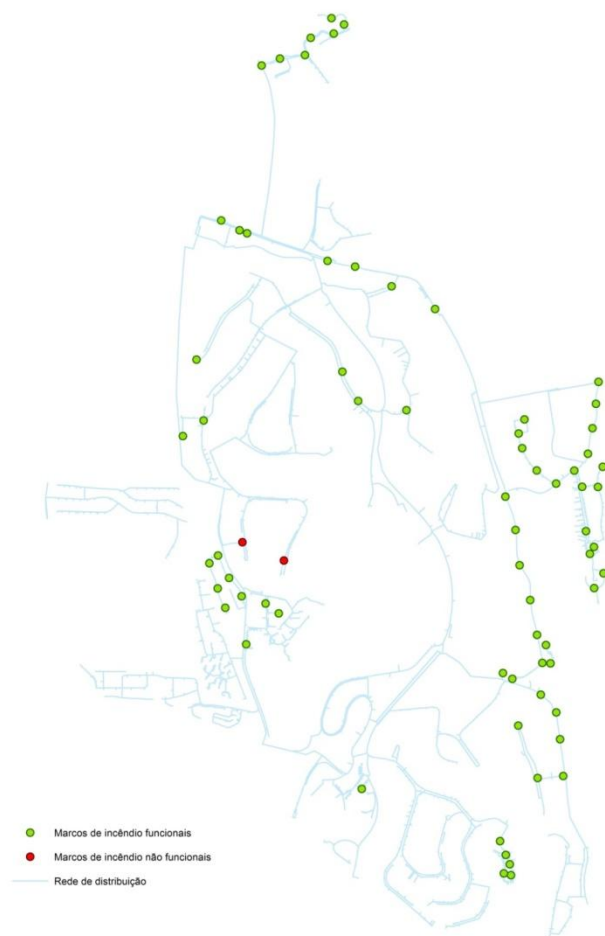 Marcos de incêndio funcionais
Marcos de incêndio não funcionais
Rede de distribuição